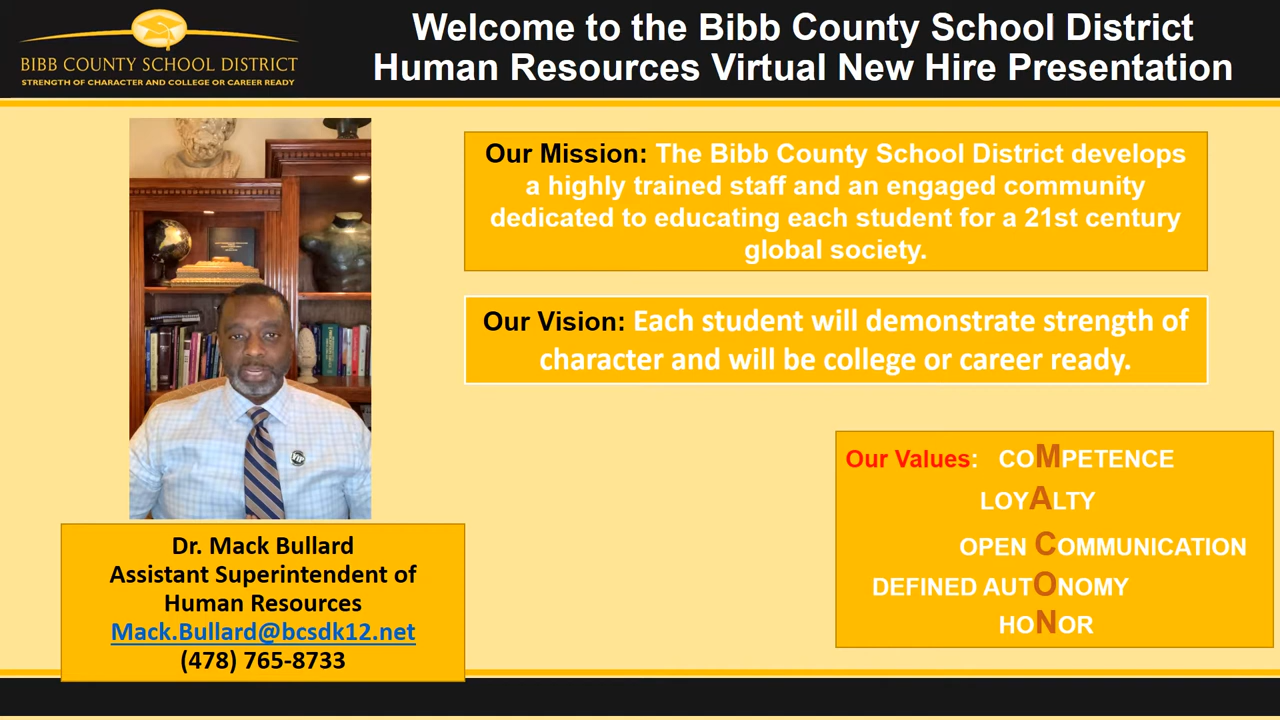 BIBB COUNTY SCHOOL DISTRICT
STRENGTH OF CHARACTER AND COLLEGE OR CAREER READY
Welcome to the Bibb County School District
Human Resources Virtual New Hire Presentation
Our Mission: The Bibb County School District develops
a highly trained staff and an engaged community
dedicated to educating each student for a 21st century
global society.
Our Vision: Each student will demonstrate strength of
character and will be college or career ready.
Our Values: COMPETENCE
LOYALTY
OPEN COMMUNICATION
DEFINED AUTONOMY
HONOR
VIP
Dr. Mack Bullard
Assistant Superintendent of
Human Resources
Mack.Bullard@bcsdk12.net
(478) 765-8733